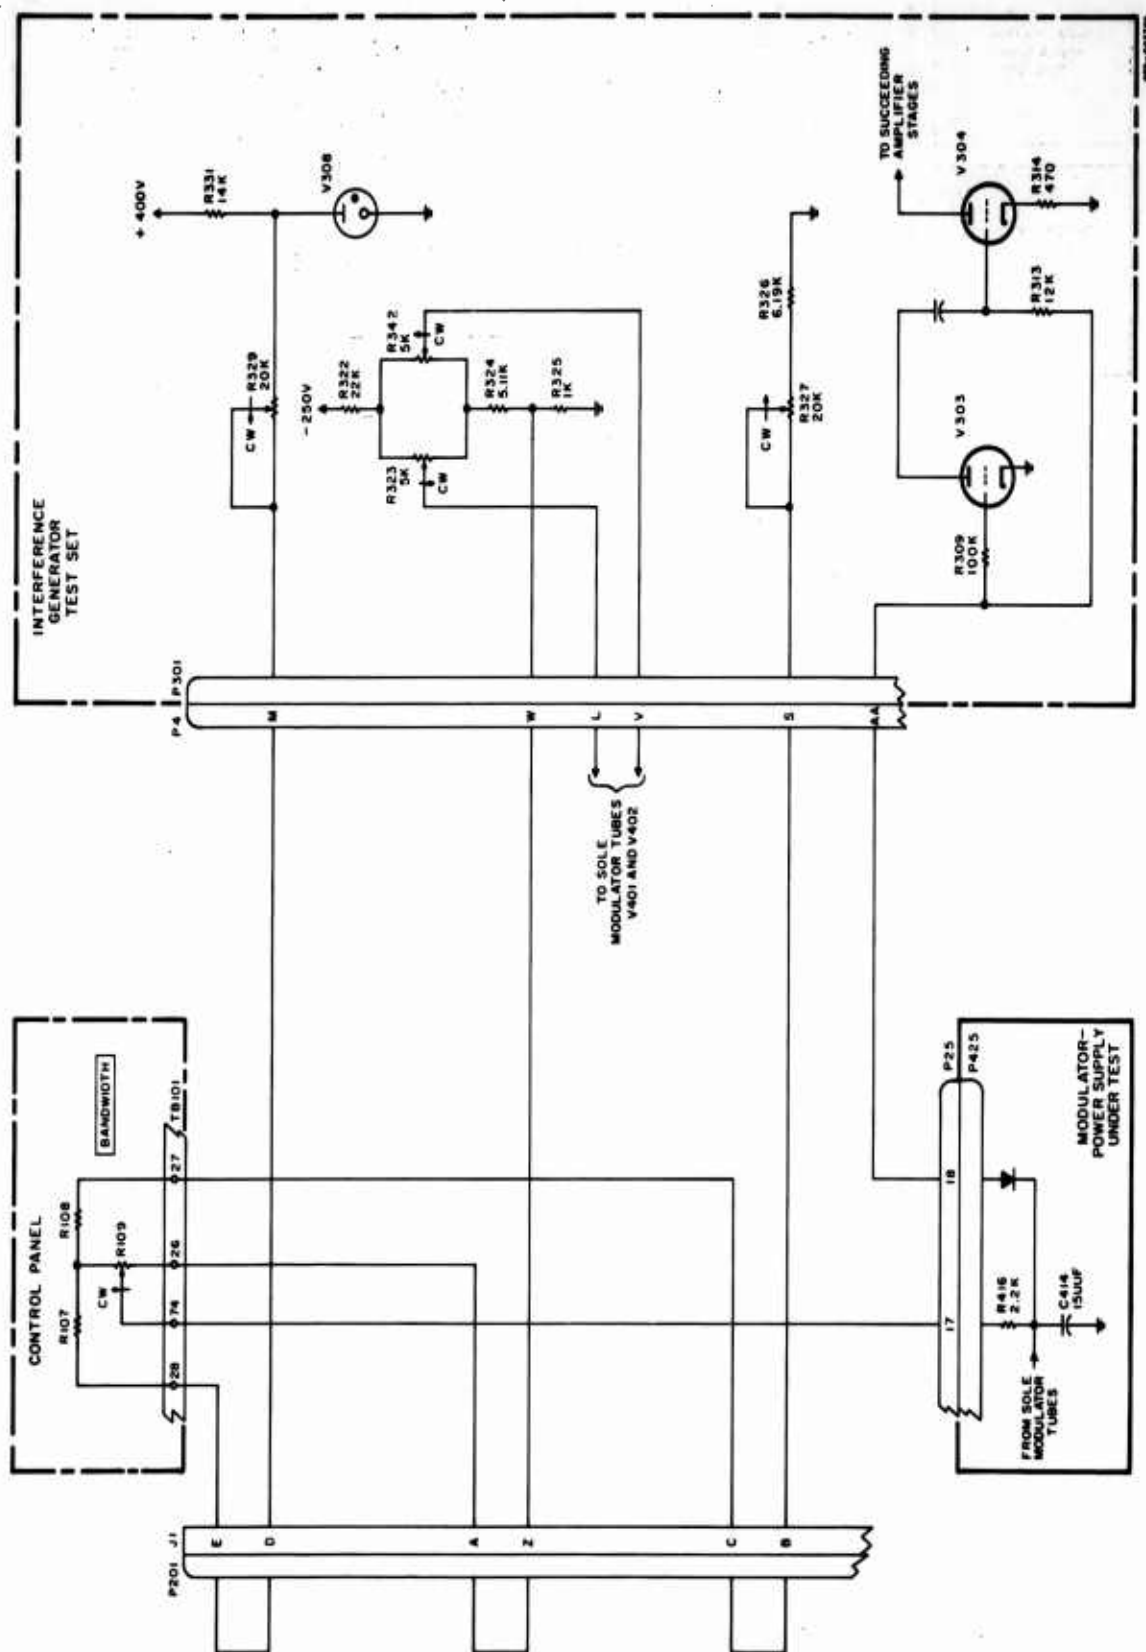 INTERFERENCE
GENERATOR
TEST SET
+ 400V
R331
14K
V308
R329
20K
CW
- 250V
R322
22K
R342
5K
CW
R323
5K
CW
R324
5.11K
R325
1K
R326
6.19K
CW
R327
20K
TO SUCCEEDING
AMPLIFIER
STAGES
V304
R314
470
R313
12K
V303
R309
100K
P301
P4
M
W
L
V
S
AA
TO SOLE
MODULATOR TUBES
V401 AND V402
CONTROL PANEL
BANDWIDTH
TB101
R108
R109
CW
R107
27
26
74
28
P25
P425
MODULATOR-
POWER SUPPLY
UNDER TEST
18
17
R416
2.2K
C414
15UUF
FROM SOLE
MODULATOR
TUBES
J1
P201
E
D
A
Z
C
B